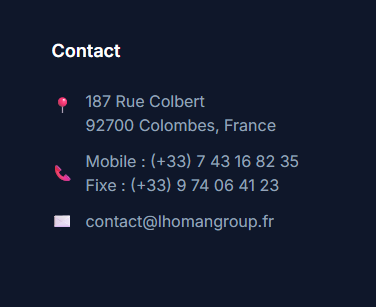 Contact
187 Rue Colbert
92700 Colombes, France
Mobile : (+33) 7 43 16 82 35
Fixe : (+33) 9 74 06 41 23
contact@lhomangroup.fr